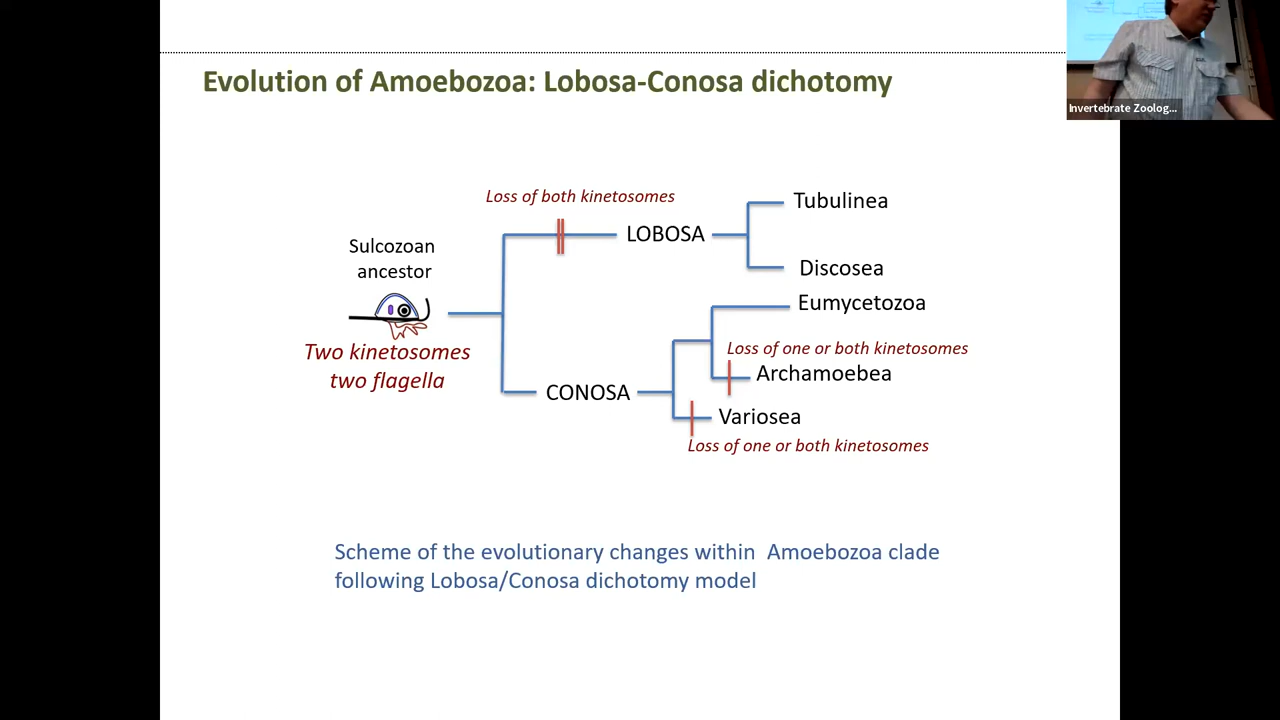 Evolution of Amoebozoa: Lobosa-Conosa dichotomy
Invertebrate Zoolog...
Loss of both kinetosomes
Tubulinea
LOBOSA
Sulcozoan
ancestor
Discosea
Eumycetozoa
Two kinetosomes
two flagella
Loss of one or both kinetosomes
Archamoebea
CONOSA
Variosea
Loss of one or both kinetosomes
Scheme of the evolutionary changes within Amoebozoa clade
following Lobosa/Conosa dichotomy model